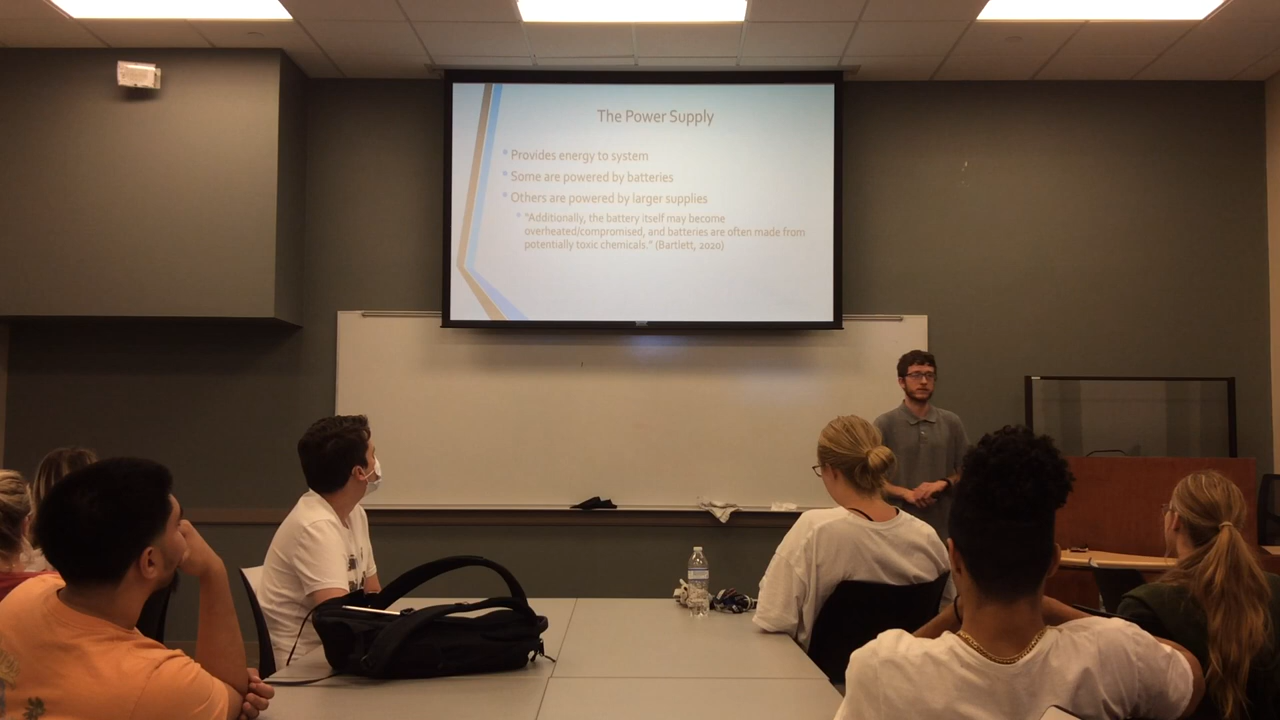 The Power Supply
Provides energy to system
Some are powered by batteries
Others are powered by larger supplies
"Additionally, the battery itself may become
overheated/compromised, and batteries are often made from
potentially toxic chemicals." (Bartlett, 2020)